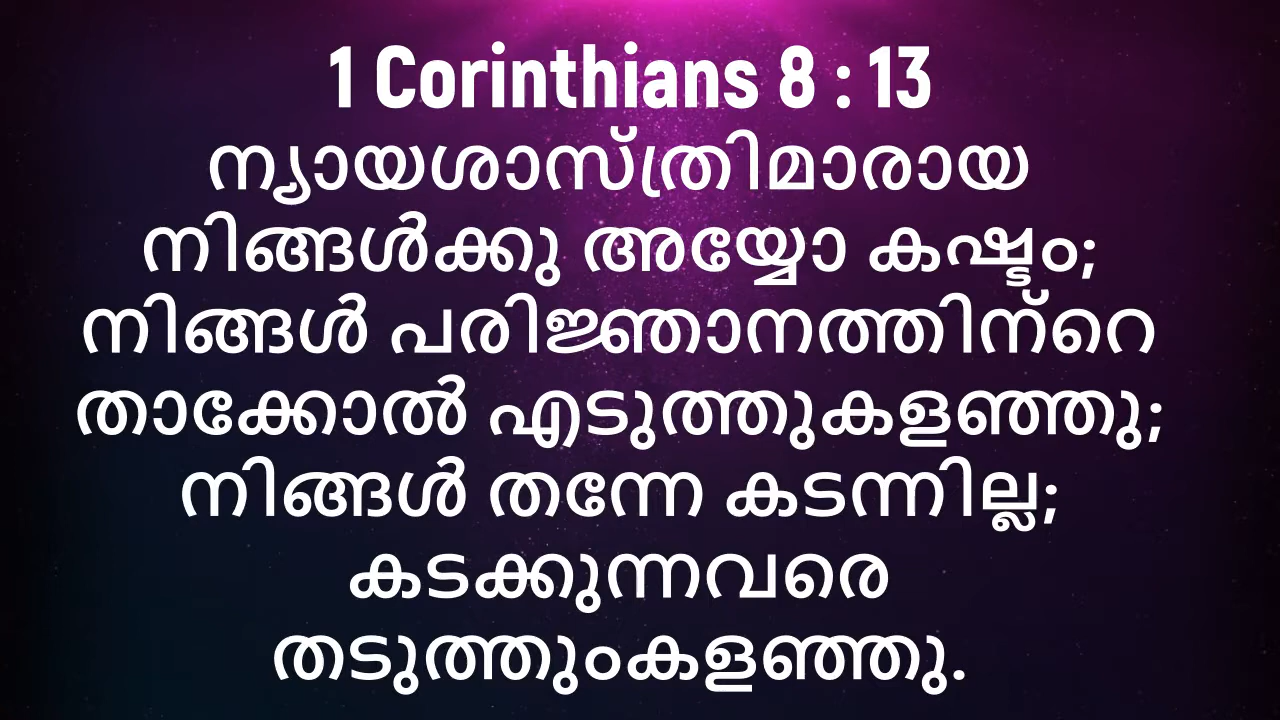 1 Corinthians 8 : 13
ന്യായശാസ്ത്രിമാരായ
നിങ്ങൾക്കു അയ്യോ കഷ്ടം;
നിങ്ങൾ പരിജ്ഞാനത്തിന്റെ
താക്കോൽ എടുത്തുകളഞ്ഞു;
നിങ്ങൾ തന്നേ കടന്നില്ല;
കടക്കുന്നവരെ
തടുത്തുംകളഞ്ഞു.